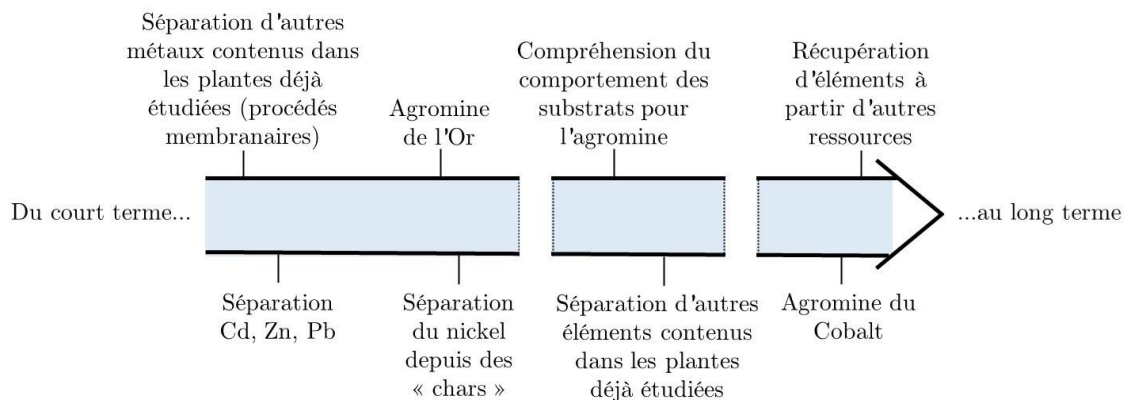 Séparation d'autres
métaux contenus dans
les plantes déjà
étudiées (procédés
membranaires)
Agromine
de l'Or
Compréhension du
comportement des
substrats pour
l'agromine
Récupération
d'éléments à
partir d'autres
ressources
Du court terme...
...au long terme
Séparation
Cd, Zn, Pb
Séparation
du nickel
depuis des
« chars »
Séparation d'autres
éléments contenus
dans les plantes
déjà étudiées
Agromine du
Cobalt